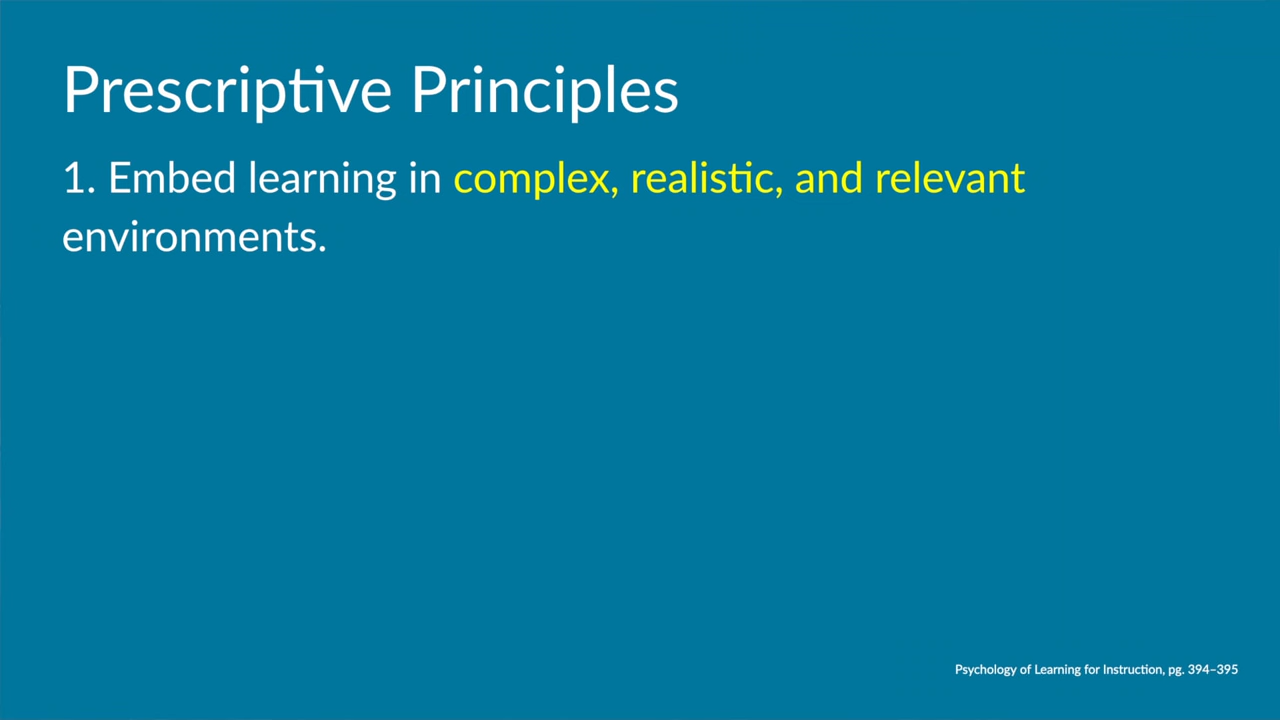 Prescriptive Principles
1. Embed learning in complex, realistic, and relevant
environments.
Psychology of Learning for Instruction, pg. 394–395